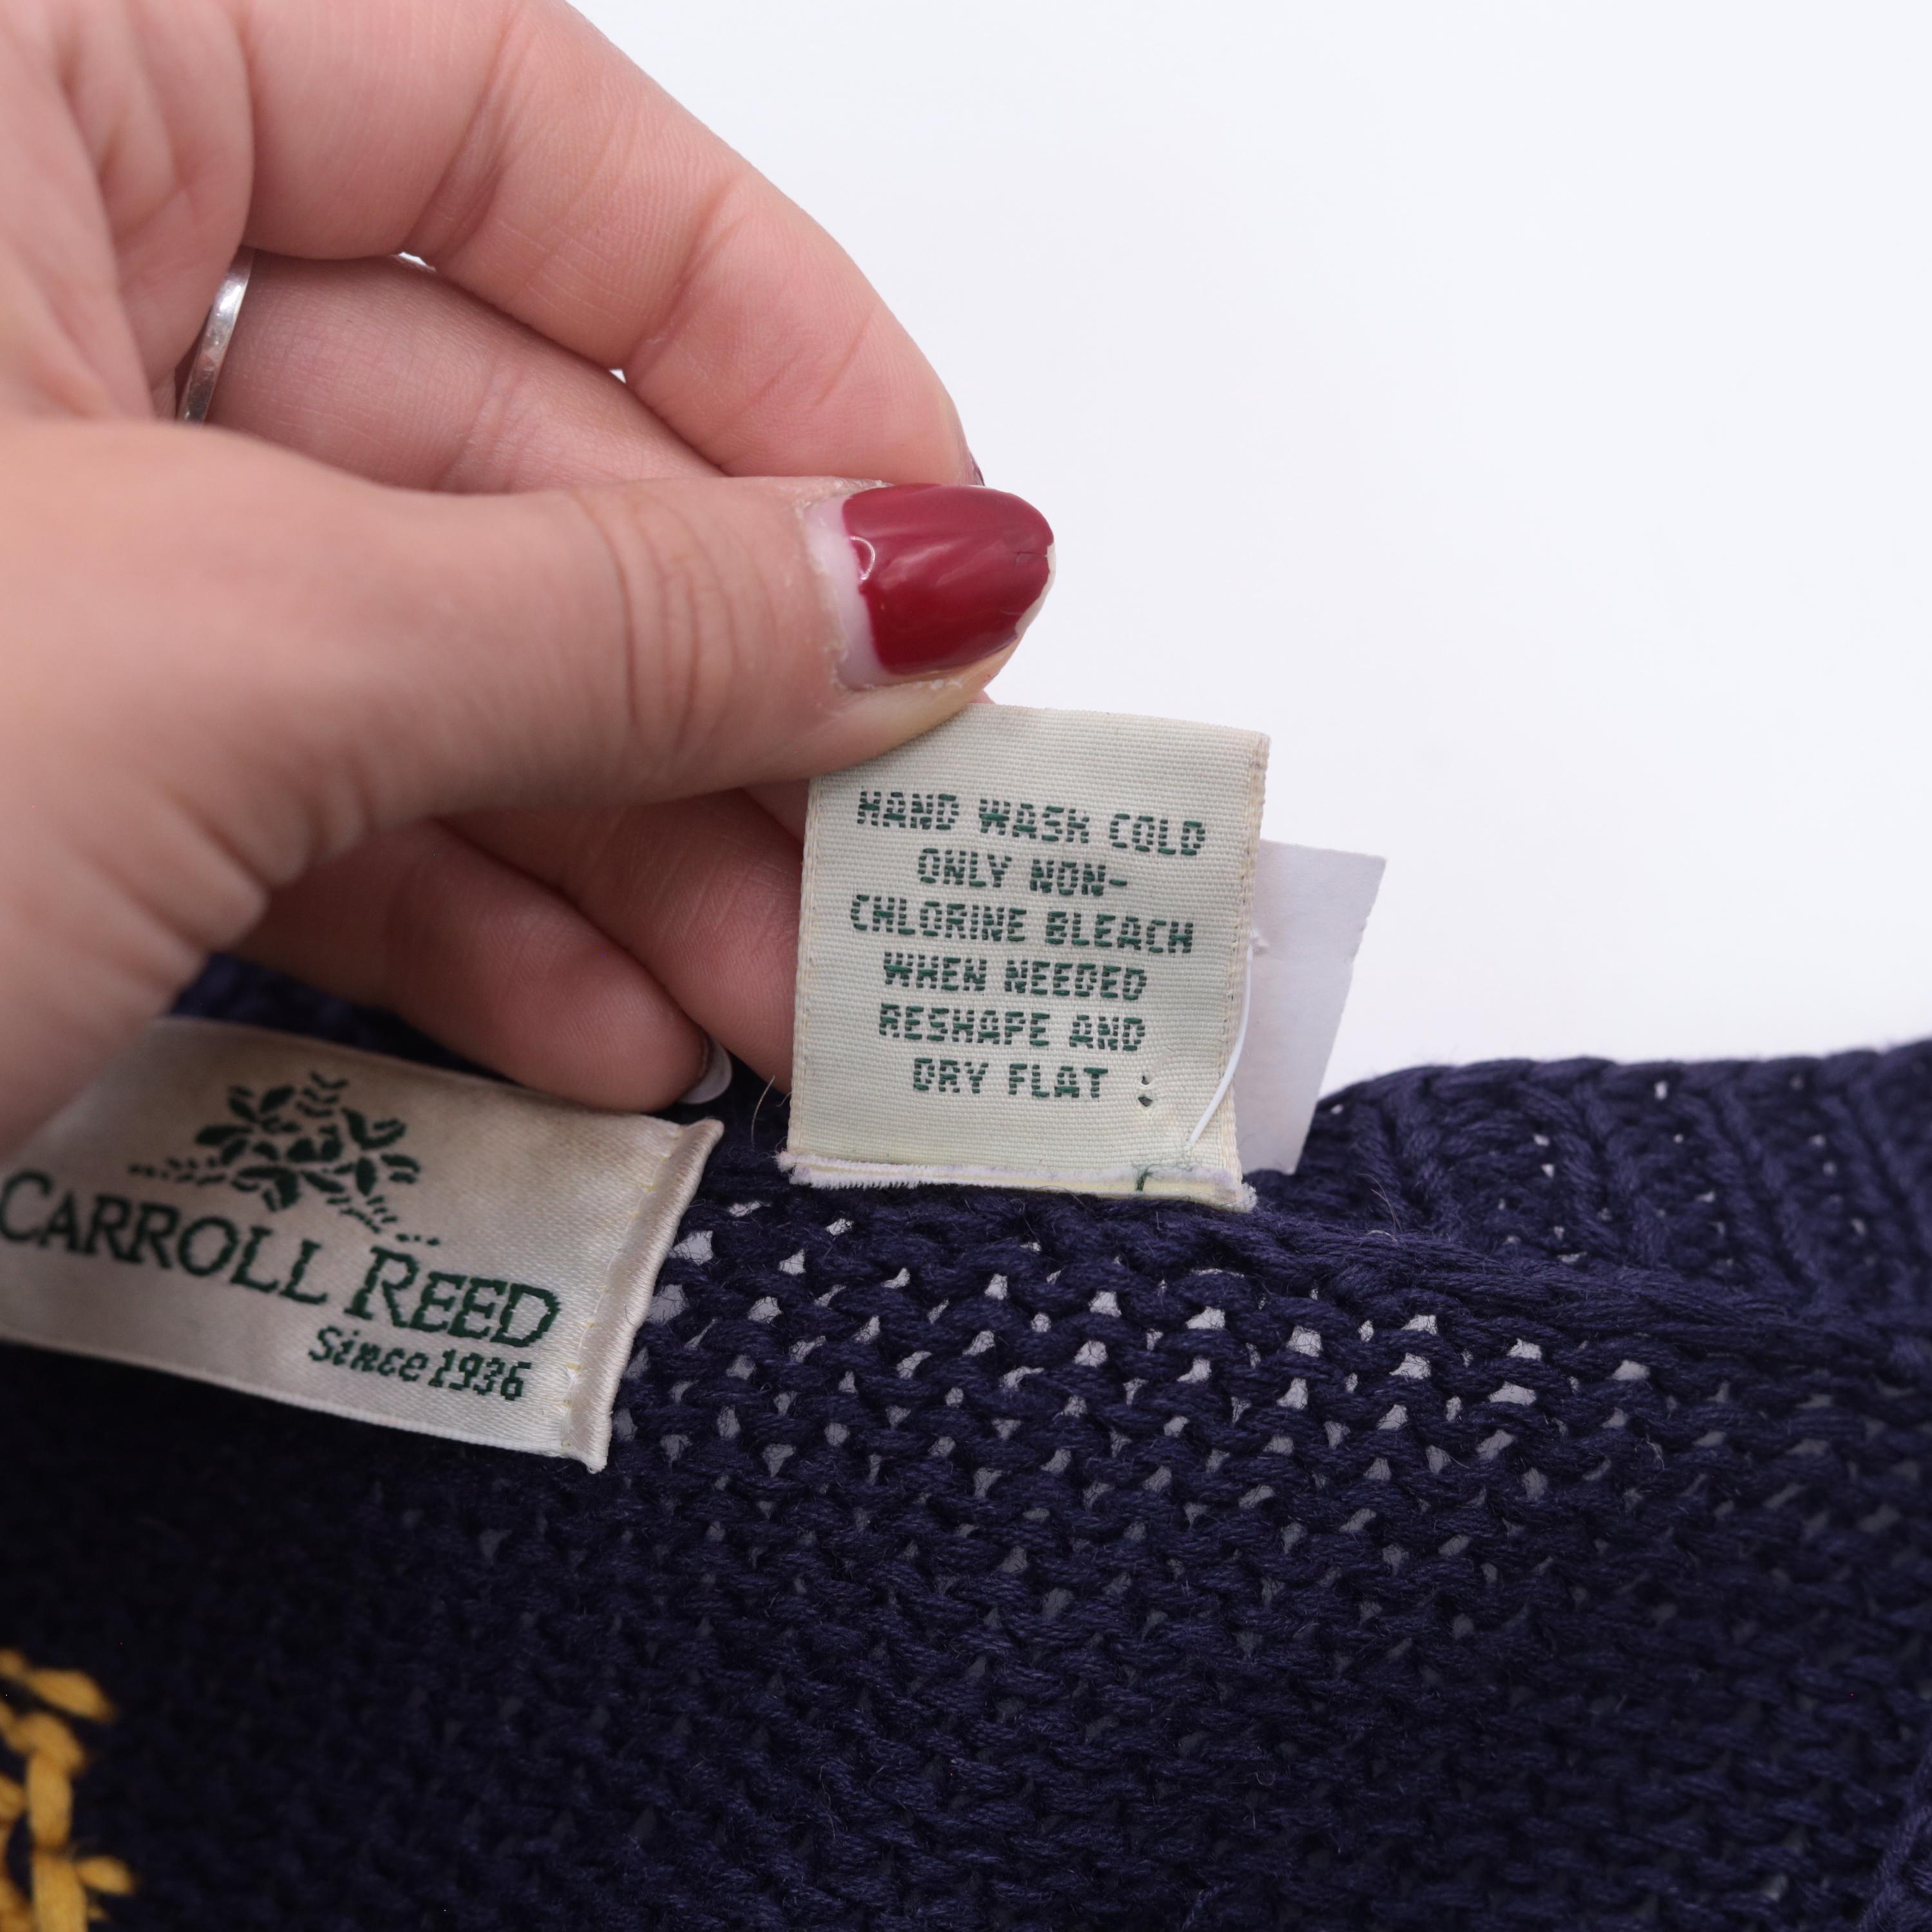 HAND WASH COLD
ONLY NON-
CHLORINE BLEACH
WHEN NEEDED
RESHAPE AND
DRY FLAT
CARROLL REED
Since 1936